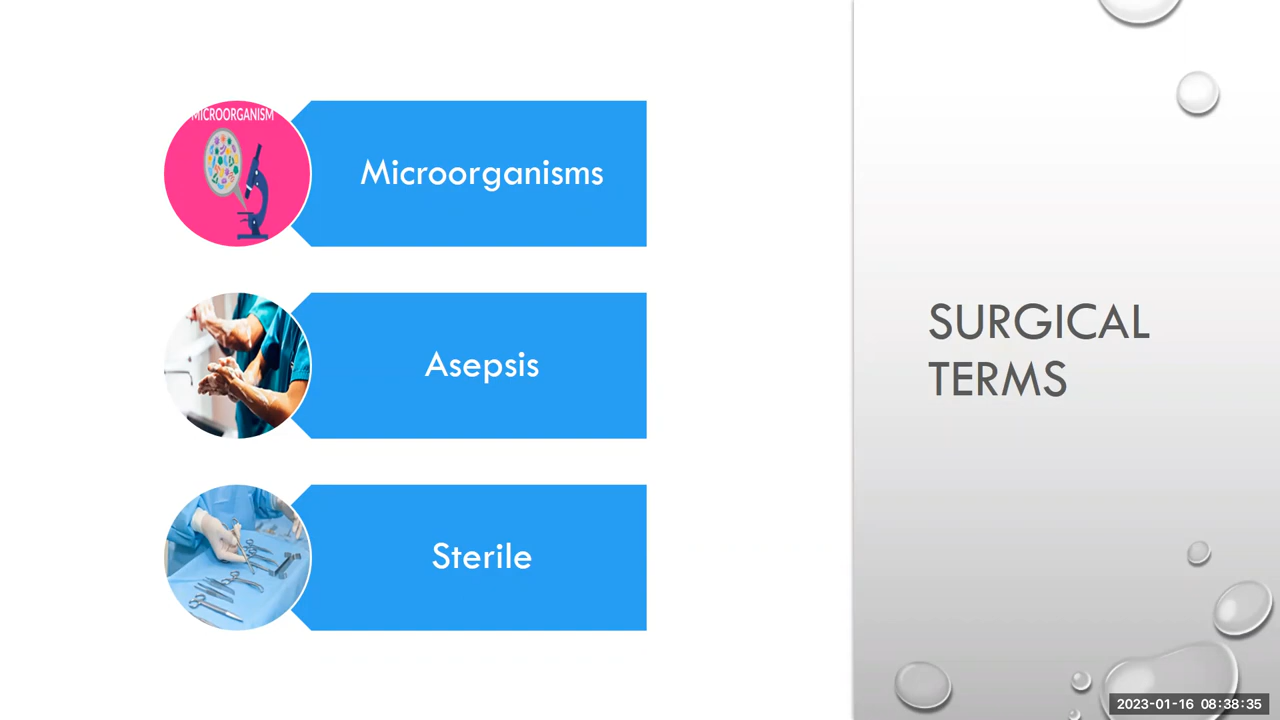 MICROORGANISM
Microorganisms
Asepsis
Sterile
SURGICAL
TERMS
2023-01-16 08:38:35